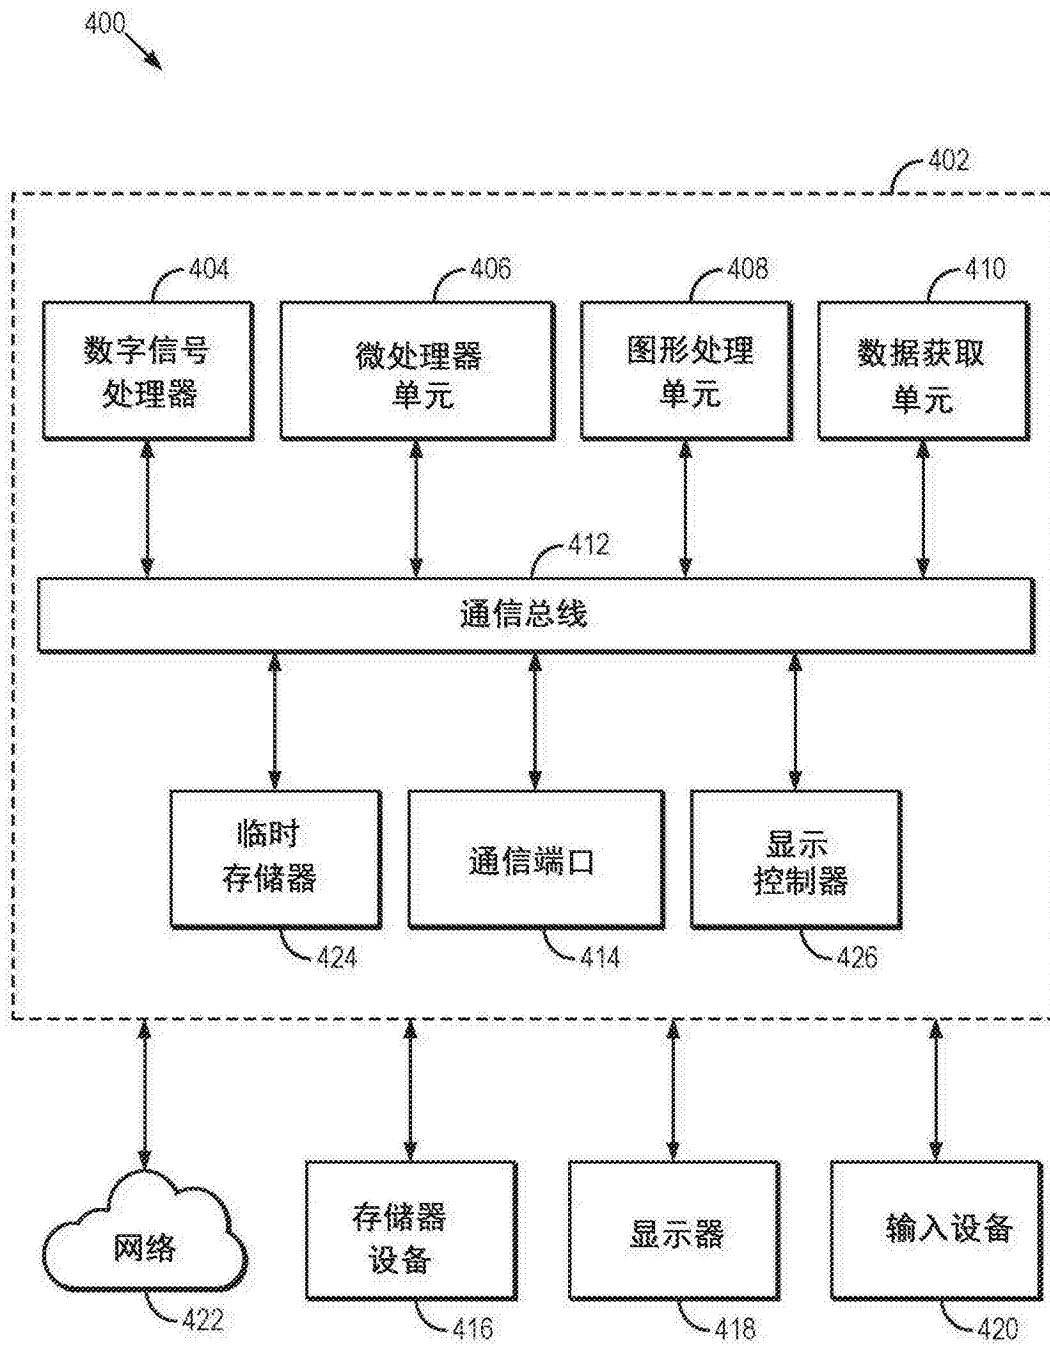 400
402
404
406
408
410
数字信号
处理器
微处理器
单元
图形处理
单元
数据获取
单元
412
通信总线
临时
存储器
通信端口
显示
控制器
424
414
426
网络
存储器
设备
显示器
输入设备
422
416
418
420